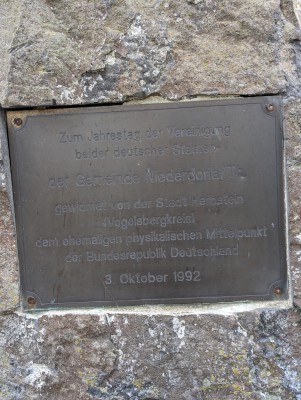 Zum Jahrestag der Vereinigung
beider deutscher Staaten
der Gemeinde Niederdorla/Th.
gewidmet von der Stadt Herbstein
(Vogelsbergkreis)
dem ehemaligen physikalischen Mittelpunkt
der Bundesrepublik Deutschland
3. Oktober 1992